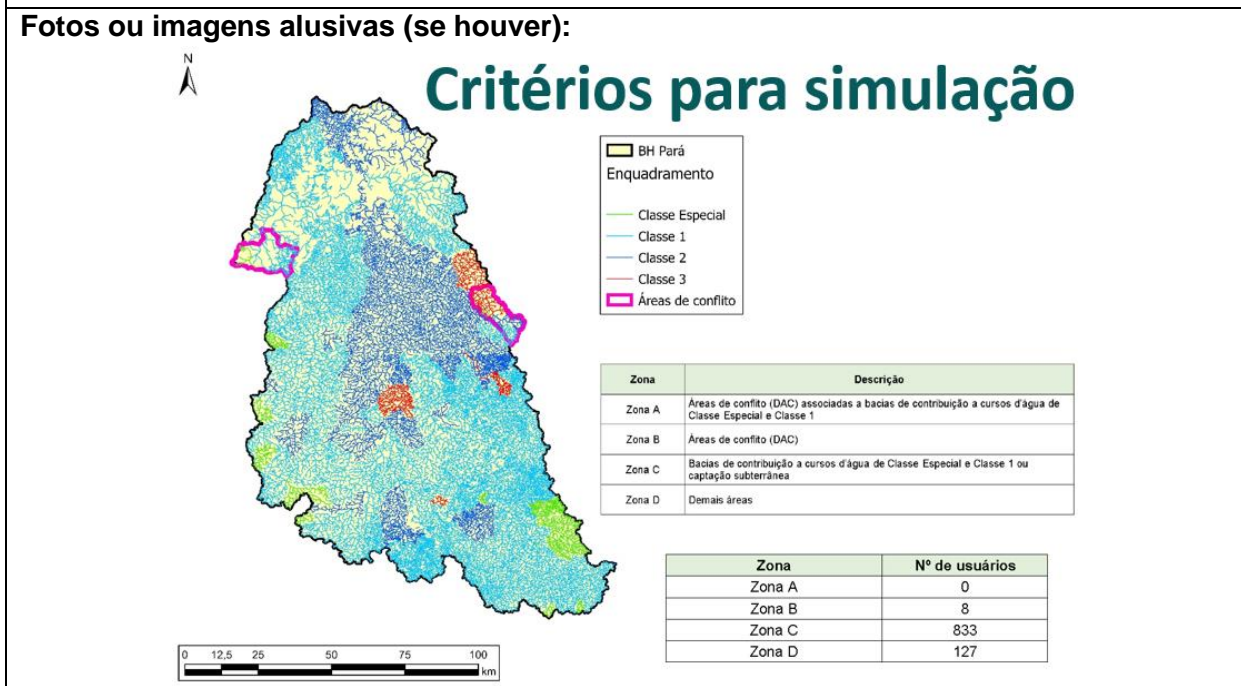 Fotos ou imagens alusivas (se houver):
N
Critérios para simulação
BH Pará
Enquadramento
Classe Especial
Classe 1
Classe 2
Classe 3
Áreas de conflito
Zona Descrição
Zona A Áreas de conflito (DAC) associadas a bacias de contribuição a cursos d'água de
Classe Especial e Classe 1
Zona B Áreas de conflito (DAC)
Zona C Bacias de contribuição a cursos d'água de Classe Especial e Classe 1 ou
captação subterrânea
Zona D Demais áreas
Zona Nº de usuários
Zona A 0
Zona B 8
Zona C 833
Zona D 127
0 12,5 25 50 75 100
km